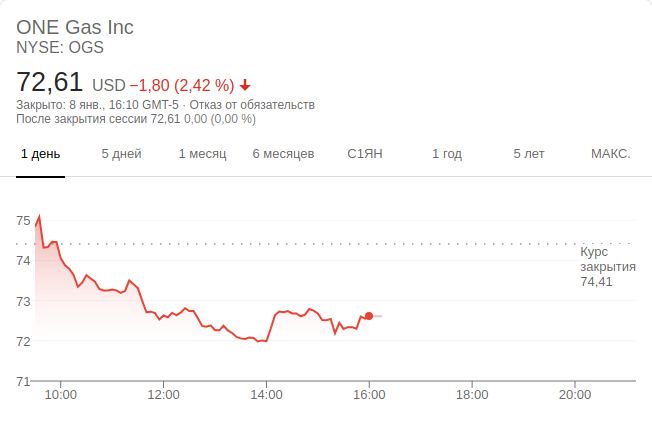 ONE Gas Inc
NYSE: OGS
72,61 USD −1,80 (2,42 %)
Закрыто: 8 янв., 16:10 GMT-5 · Отказ от обязательств
После закрытия сессии 72,61 0,00 (0,00 %)
1 день 5 дней 1 месяц 6 месяцев С1ЯН 1 год 5 лет МАКС.
75
Курс
74
закрытия
74,41
73
72
71
10:00 12:00 14:00 16:00 18:00 20:00